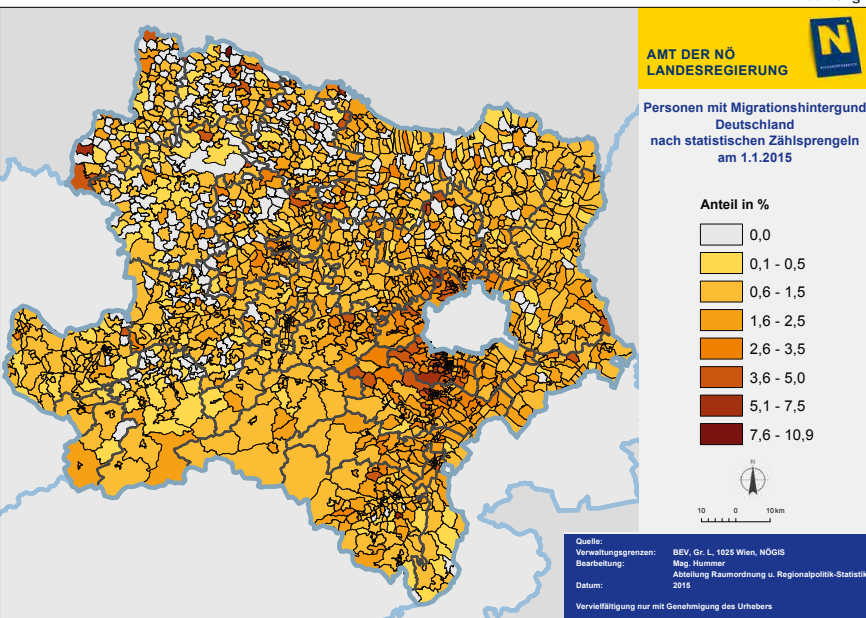 AMT DER NÖ
LANDESREGIERUNG
N
Personen mit Migrationshintergund
Deutschland
nach statistischen Zählsprengeln
am 1.1.2015
Anteil in %
0,0
0,1 - 0,5
0,6 - 1,5
1,6 - 2,5
2,6 - 3,5
3,6 - 5,0
5,1 - 7,5
7,6 - 10,9
N
10 0 10 km
Quelle:
Verwaltungsgrenzen: BEV, Gr. L, 1025 Wien, NÖGIS
Bearbeitung: Mag. Hummer
Abteilung Raumordnung u. Regionalpolitik-Statistik
Datum: 2015
Vervielfältigung nur mit Genehmigung des Urhebers